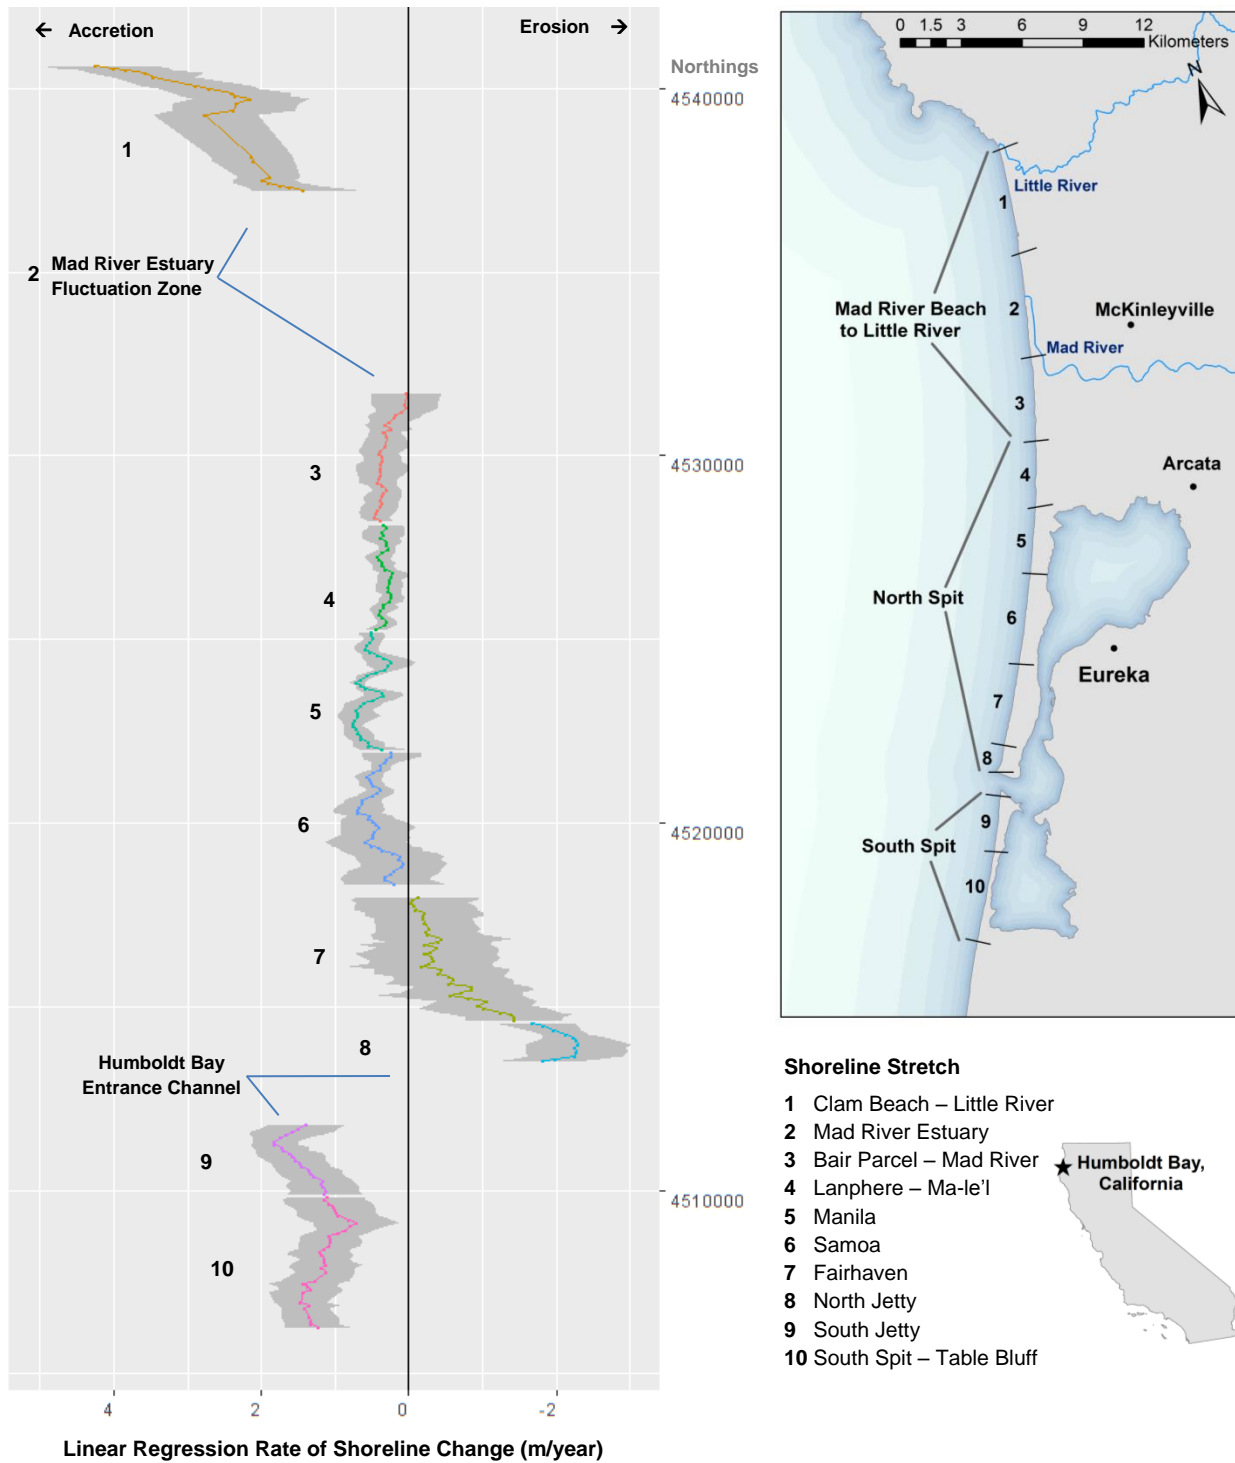 ← Accretion
Erosion →
Northings
4540000
1
2 Mad River Estuary
Fluctuation Zone
3
4530000
4
5
6
4520000
7
8
Humboldt Bay
Entrance Channel
9
4510000
10
4 2 0 -2
Linear Regression Rate of Shoreline Change (m/year)
0 1.5 3 6 9 12
Kilometers
N
Little River
1
Mad River Beach
to Little River
2
McKinleyville
Mad River
3
Arcata
4
5
North Spit
6
Eureka
7
8
South Spit
9
10
Shoreline Stretch
1 Clam Beach – Little River
2 Mad River Estuary
3 Bair Parcel – Mad River
4 Lanphere – Ma-le’l
5 Manila
6 Samoa
7 Fairhaven
8 North Jetty
9 South Jetty
10 South Spit – Table Bluff
Humboldt Bay,
California